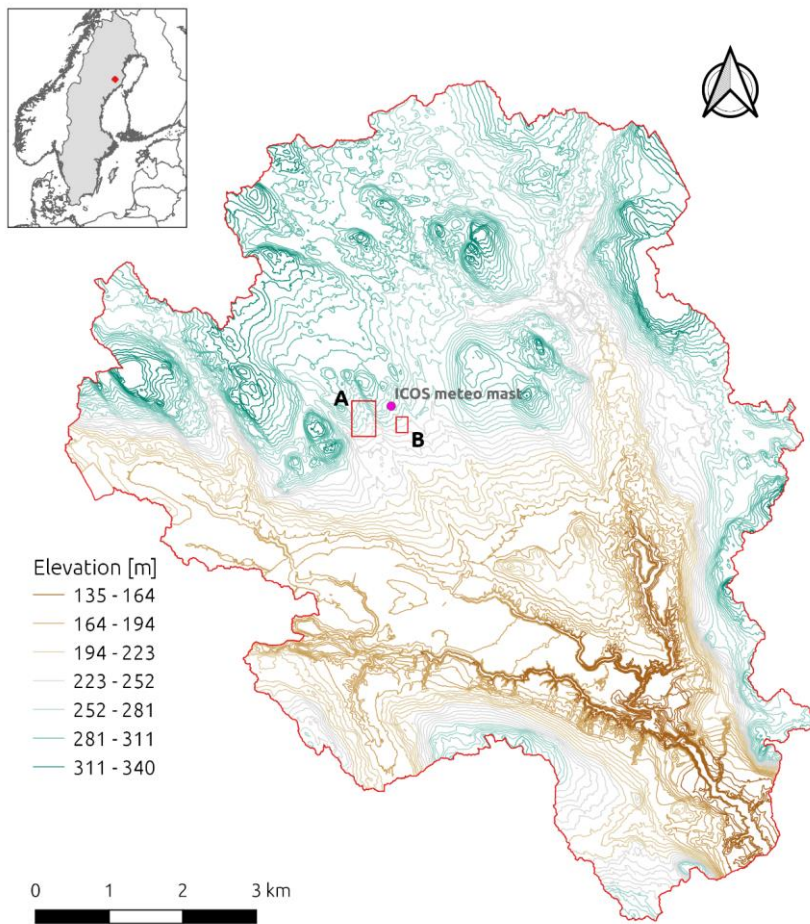 A
ICOS meteo mast
B
Elevation [m]
135 - 164
164 - 194
194 - 223
223 - 252
252 - 281
281 - 311
311 - 340
0 1 2 3 km